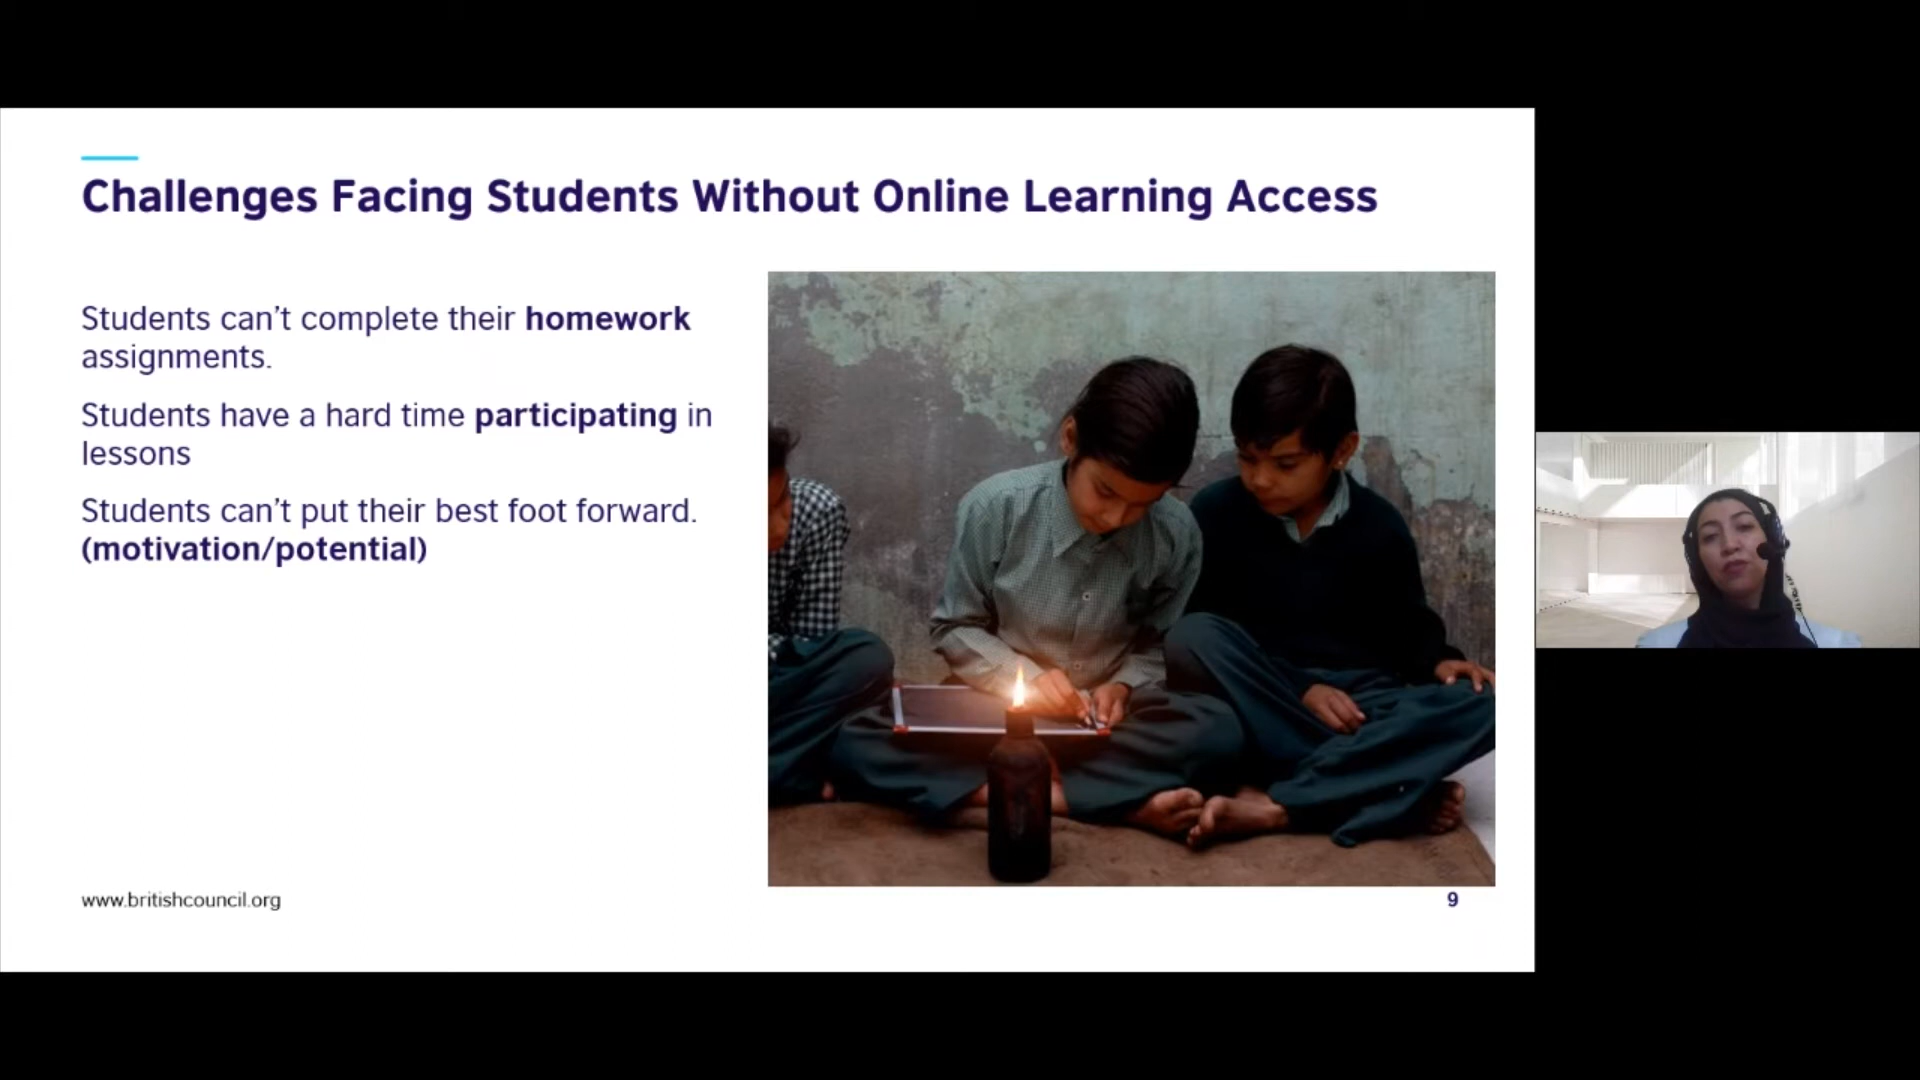 Challenges Facing Students Without Online Learning Access
Students can’t complete their homework
assignments.
Students have a hard time participating in
lessons
Students can’t put their best foot forward.
(motivation/potential)
www.britishcouncil.org
9